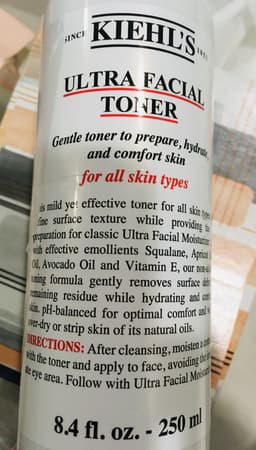 SINCE KIEHL'S 1851
ULTRA FACIAL
TONER
Gentle toner to prepare, hydrate
and comfort skin
for all skin types
is mild yet effective toner for all skin types
fine surface texture while providing
preparation for classic Ultra Facial Moisturizer
with effective emollients Squalane, Apricot
Oil, Avocado Oil and Vitamin E, our
gently removes surface
remaining residue while hydrating and
skin. pH-balanced for optimal comfort and
over-dry or strip skin of its natural oils.
DIRECTIONS: After cleansing, moisten a
with the toner and apply to face, avoiding the
eye area. Follow with Ultra Facial
8.4 fl. oz. - 250 ml